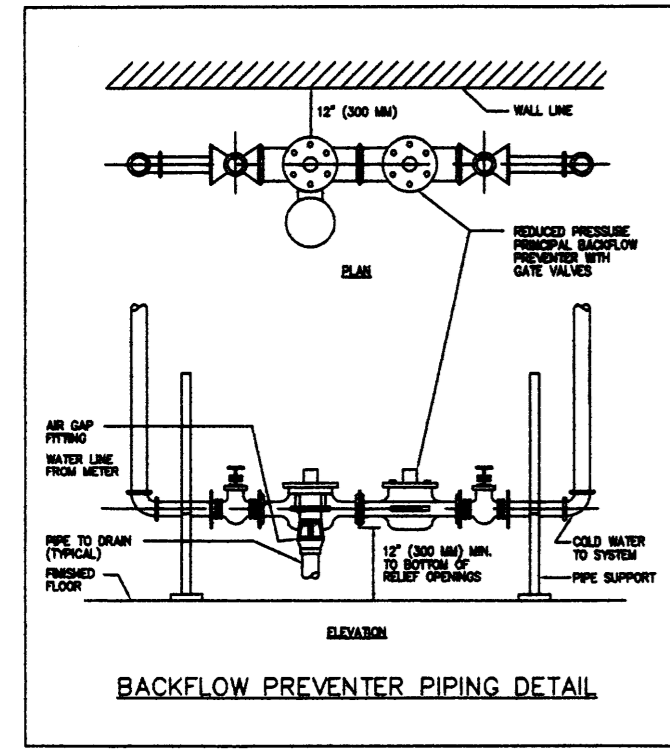 12" (300 MM)
WALL LINE
REDUCED PRESSURE
PRINCIPAL BACKFLOW
PREVENTER WITH
GATE VALVES
PLAN
AIR GAP
FITTING
WATER LINE
FROM METER
PIPE TO DRAIN
(TYPICAL)
FINISHED
FLOOR
12" (300 MM) MIN.
TO BOTTOM OF
RELIEF OPENINGS
COLD WATER
TO SYSTEM
PIPE SUPPORT
ELEVATION
BACKFLOW PREVENTER PIPING DETAIL